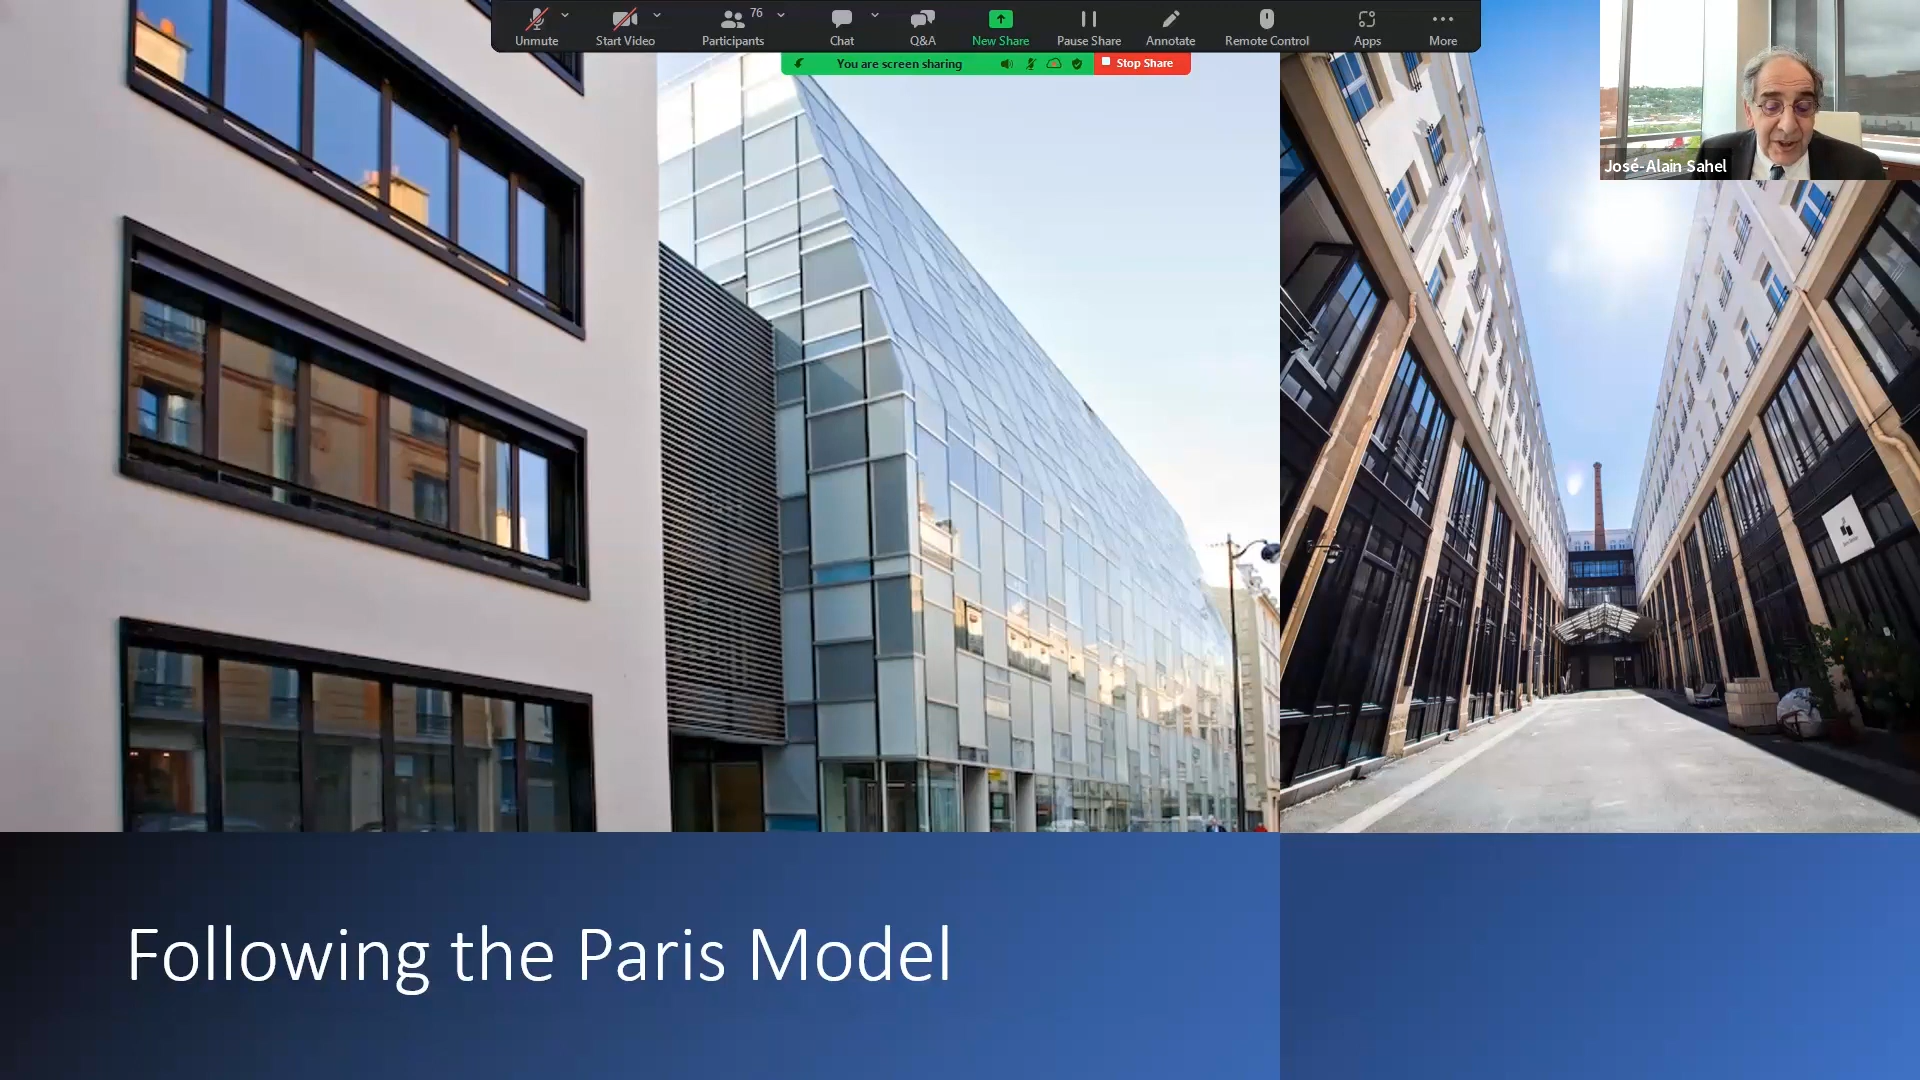 76
Unmute
Start Video
Participants
Chat
Q&A
New Share
Pause Share
Annotate
Remote Control
Apps
More
You are screen sharing
Stop Share
José-Alain Sahel
Following the Paris Model